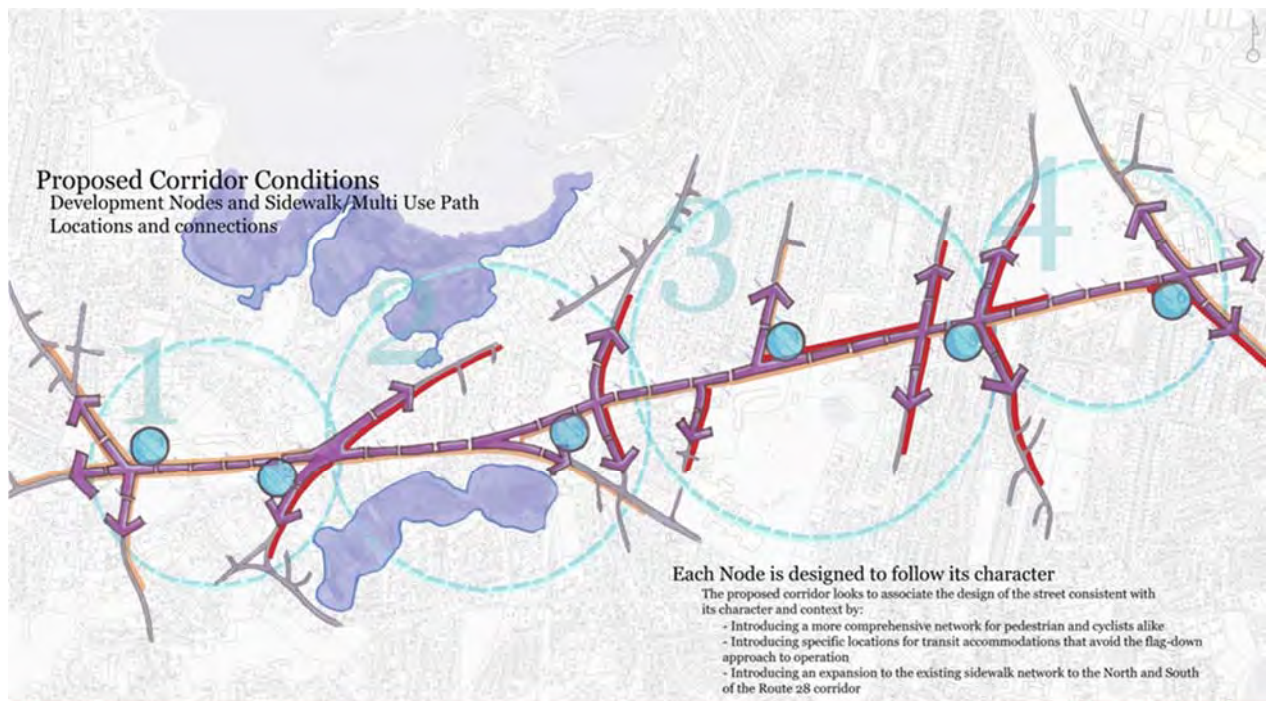 Proposed Corridor Conditions
Development Nodes and Sidewalk/Multi Use Path
Locations and connections
1
2
3
4
Each Node is designed to follow its character
The proposed corridor looks to associate the design of the street consistent with
its character and context by:
- Introducing a more comprehensive network for pedestrian and cyclists alike
- Introducing specific locations for transit accommodations that avoid the flag-down
approach to operation
- Introducing an expansion to the existing sidewalk network to the North and South
of the Route 28 corridor